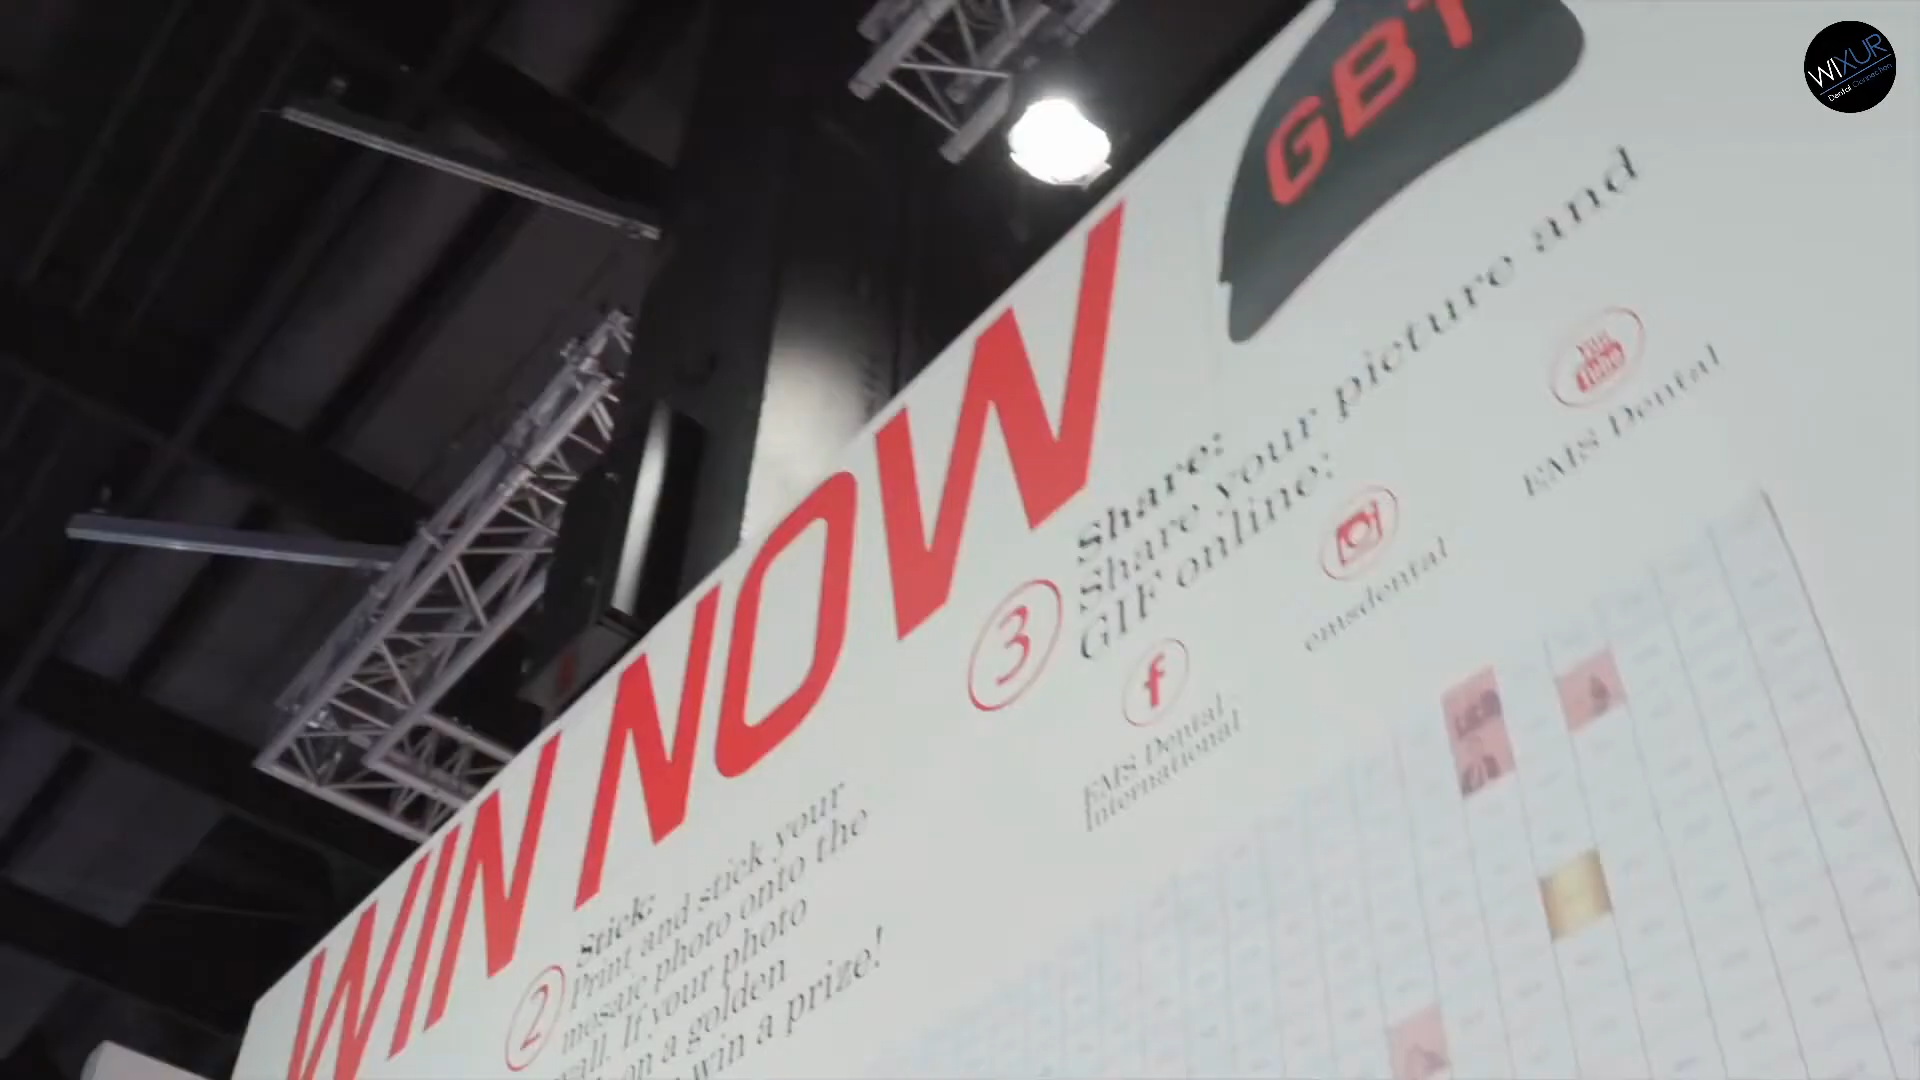 WIXUR
Dental Connection
GBT
WIN NOW
2
Stick:
Print and stick your
mosaic photo onto the
wall. If your photo
on a golden
win a prize!
3
Share:
Share your picture and
GIF online:
f
EMS Dental
International
emsdental
You
Tube
EMS Dental